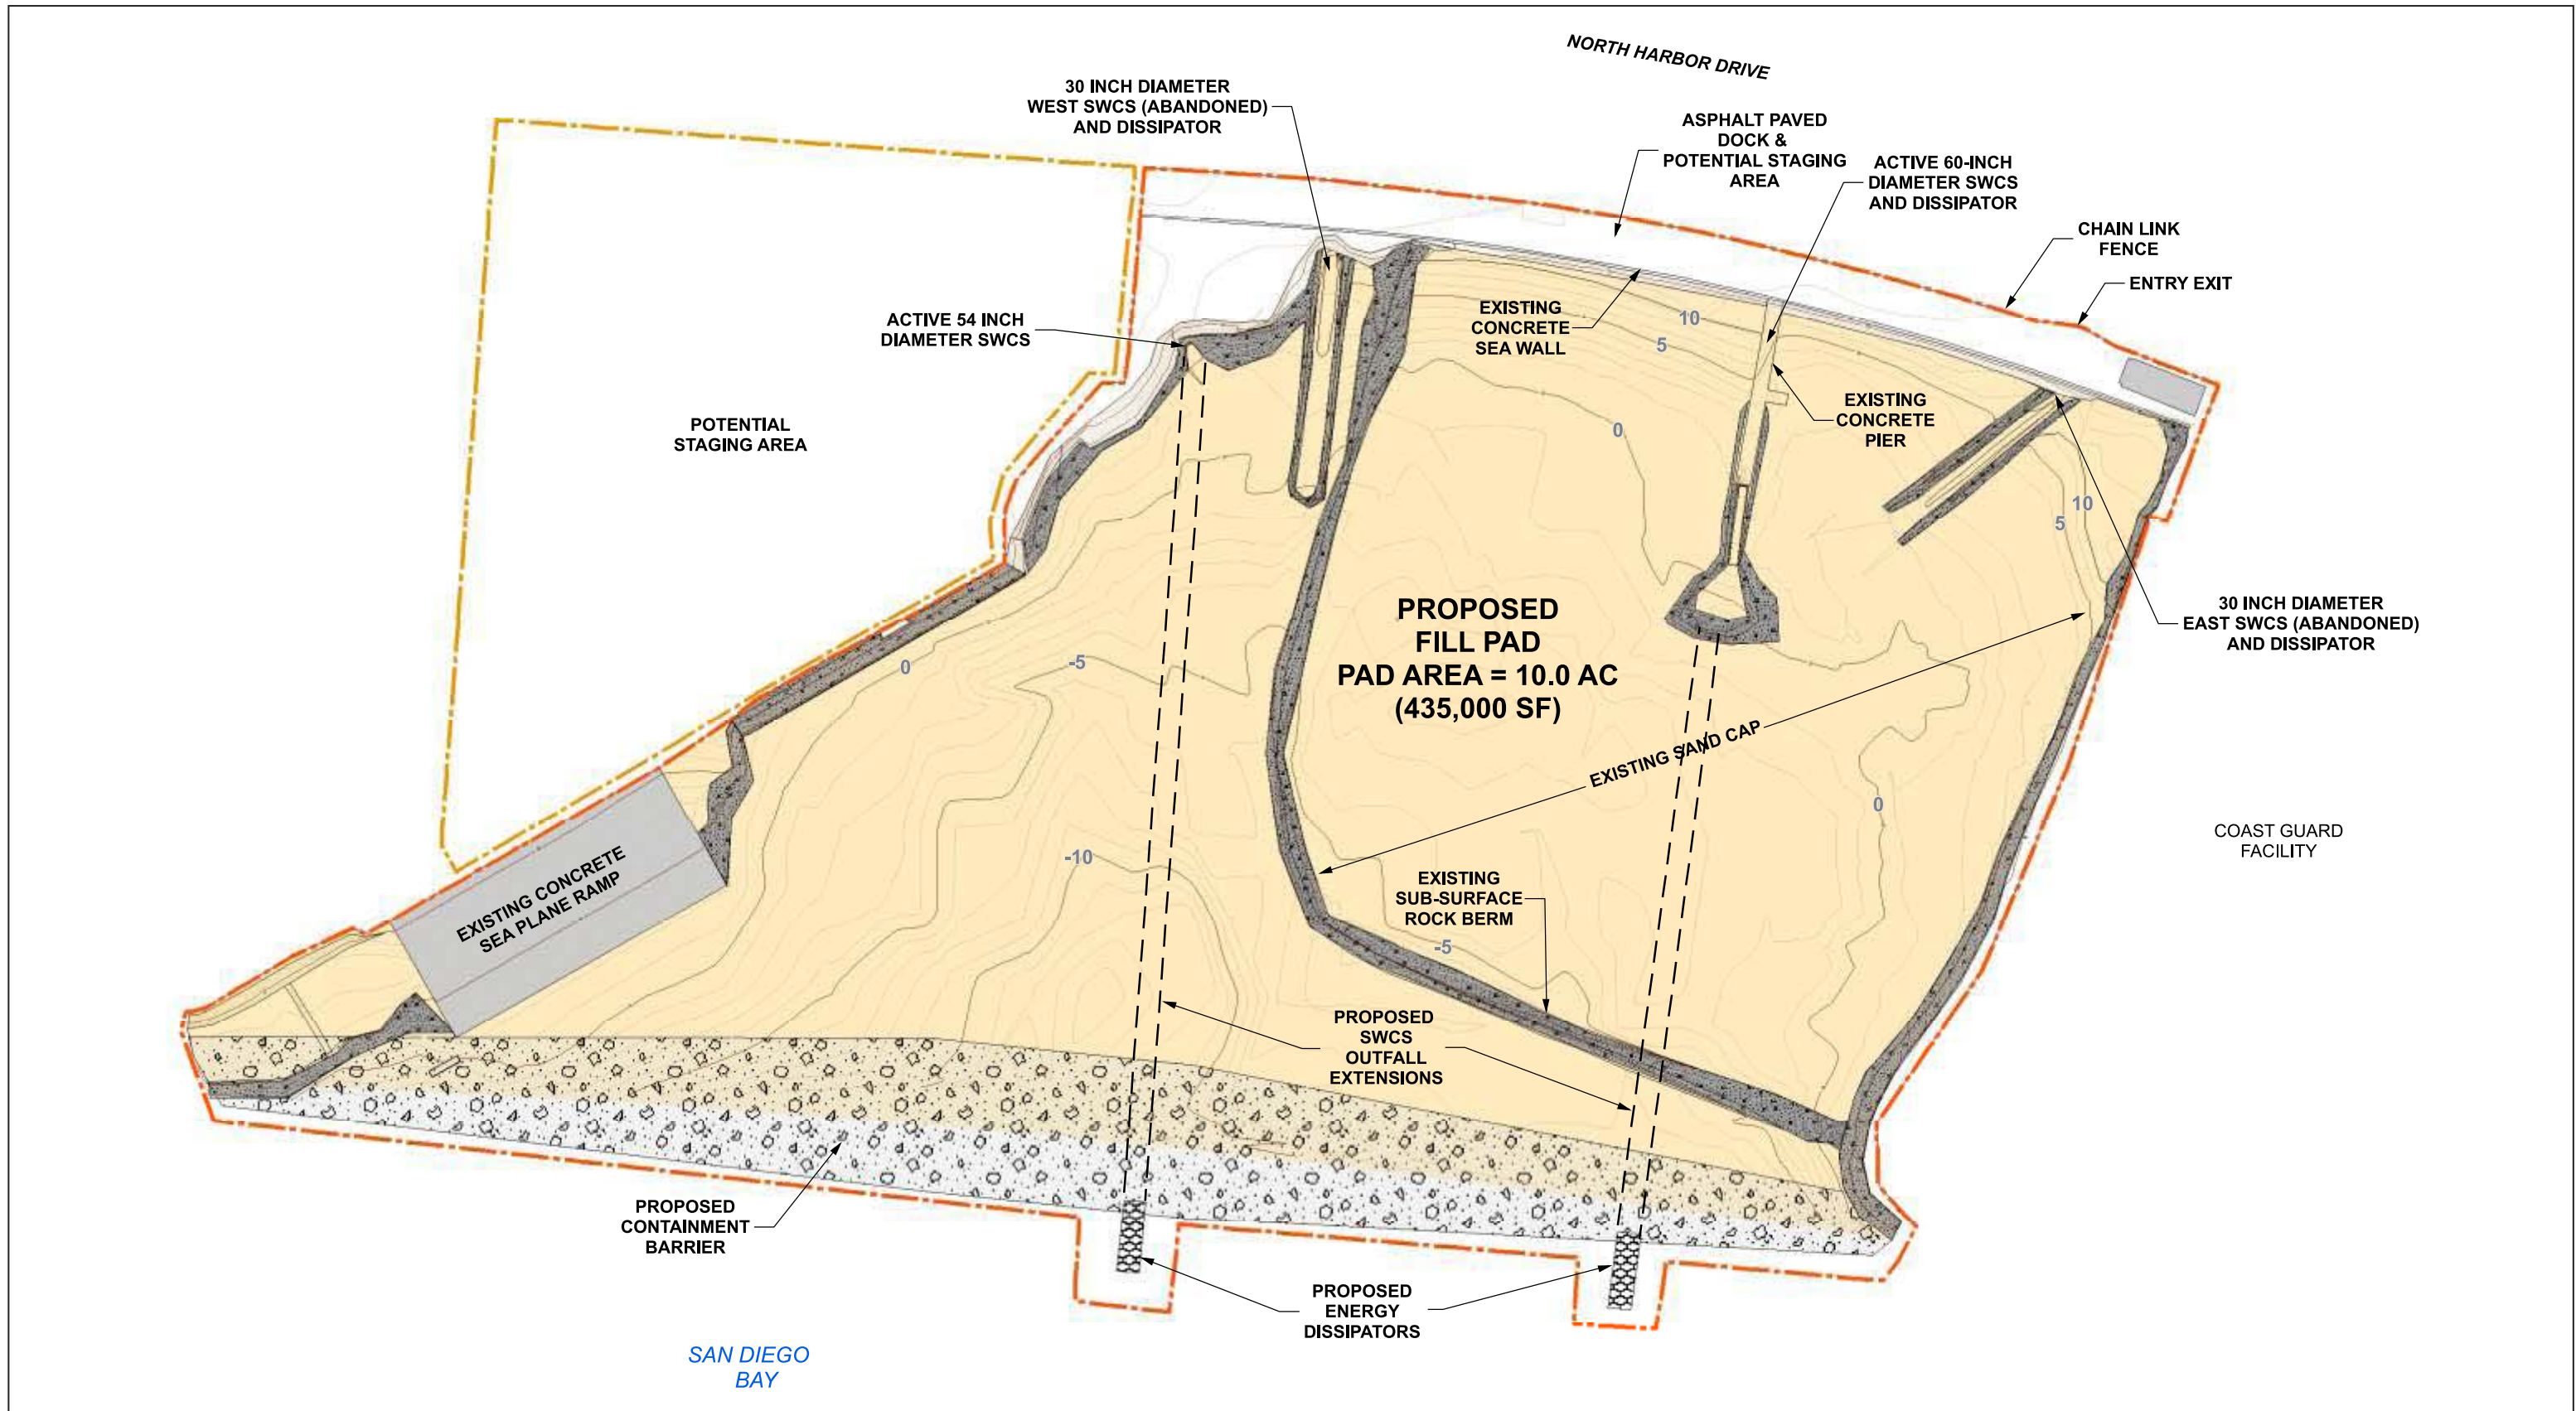 NORTH HARBOR DRIVE
30 INCH DIAMETER
WEST SWCS (ABANDONED)
AND DISSIPATOR
ASPHALT PAVED
DOCK &
POTENTIAL STAGING
AREA
ACTIVE 60-INCH
DIAMETER SWCS
AND DISSIPATOR
CHAIN LINK
FENCE
ENTRY EXIT
ACTIVE 54 INCH
DIAMETER SWCS
EXISTING
CONCRETE
SEA WALL
10
5
0
EXISTING
CONCRETE
PIER
POTENTIAL
STAGING AREA
10
5
30 INCH DIAMETER
EAST SWCS (ABANDONED)
AND DISSIPATOR
PROPOSED
FILL PAD
PAD AREA = 10.0 AC
(435,000 SF)
0
-5
EXISTING SAND CAP
0
COAST GUARD
FACILITY
-10
EXISTING CONCRETE
SEA PLANE RAMP
EXISTING
SUB-SURFACE
ROCK BERM
-5
PROPOSED
SWCS
OUTFALL
EXTENSIONS
PROPOSED
CONTAINMENT
BARRIER
PROPOSED
ENERGY
DISSIPATORS
SAN DIEGO
BAY